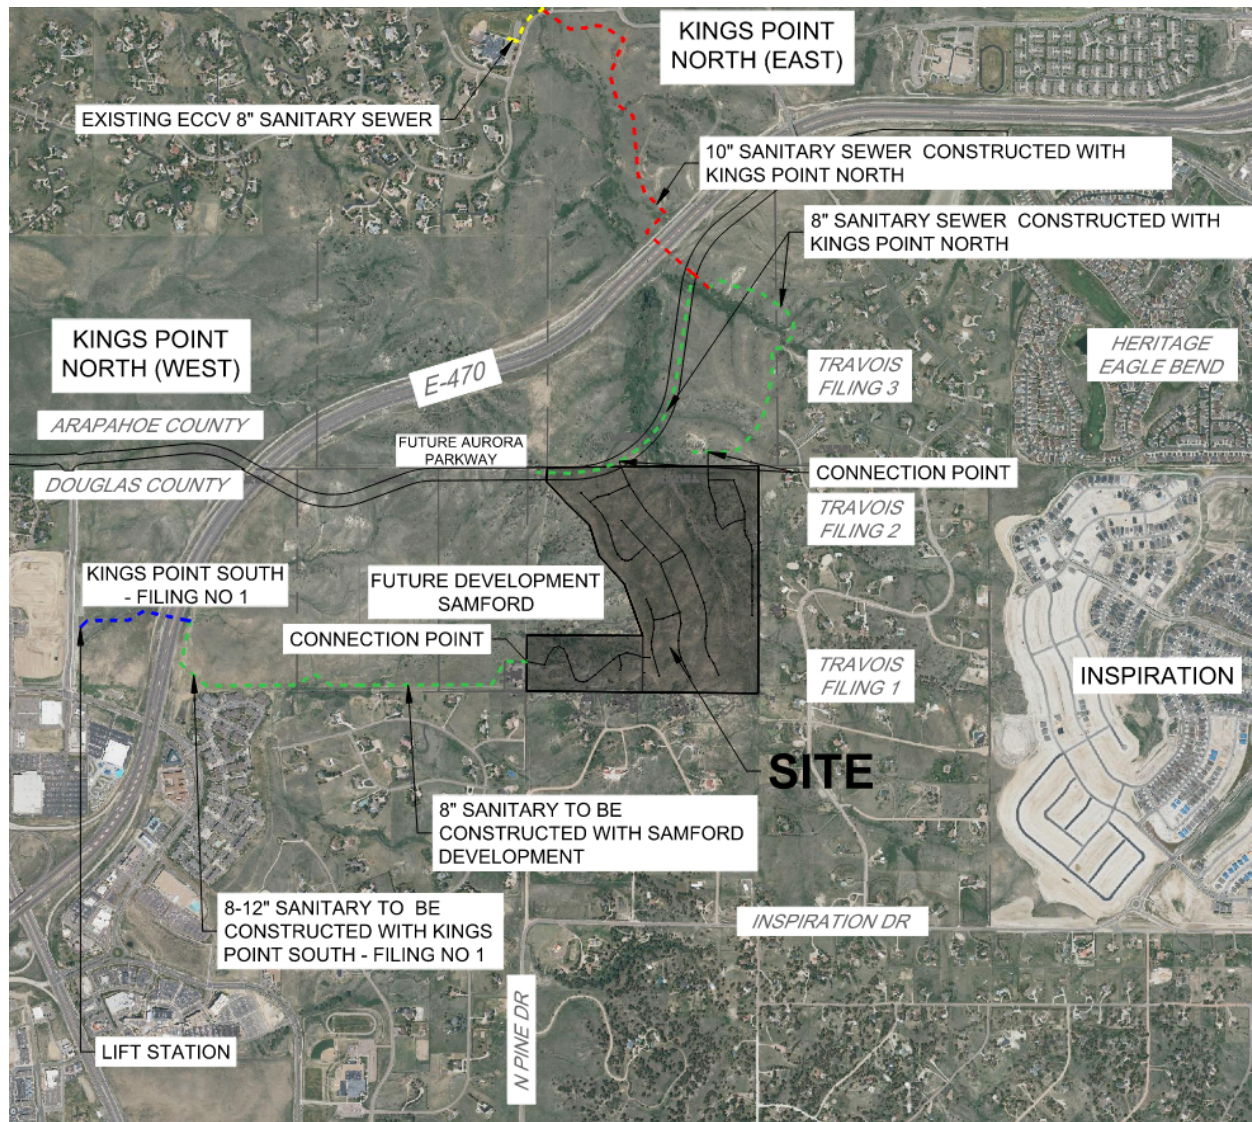 KINGS POINT
NORTH (EAST)
EXISTING ECCV 8" SANITARY SEWER
10" SANITARY SEWER CONSTRUCTED WITH
KINGS POINT NORTH
8" SANITARY SEWER CONSTRUCTED WITH
KINGS POINT NORTH
KINGS POINT
NORTH (WEST)
HERITAGE
EAGLE BEND
E-470
TRAVOIS
FILING 3
ARAPAHOE COUNTY
FUTURE AURORA
PARKWAY
DOUGLAS COUNTY
CONNECTION POINT
TRAVOIS
FILING 2
KINGS POINT SOUTH
- FILING NO 1
FUTURE DEVELOPMENT
SAMFORD
CONNECTION POINT
TRAVOIS
FILING 1
INSPIRATION
SITE
8" SANITARY TO BE
CONSTRUCTED WITH SAMFORD
DEVELOPMENT
8-12" SANITARY TO BE
CONSTRUCTED WITH KINGS
POINT SOUTH - FILING NO 1
INSPIRATION DR
N PINE DR
LIFT STATION